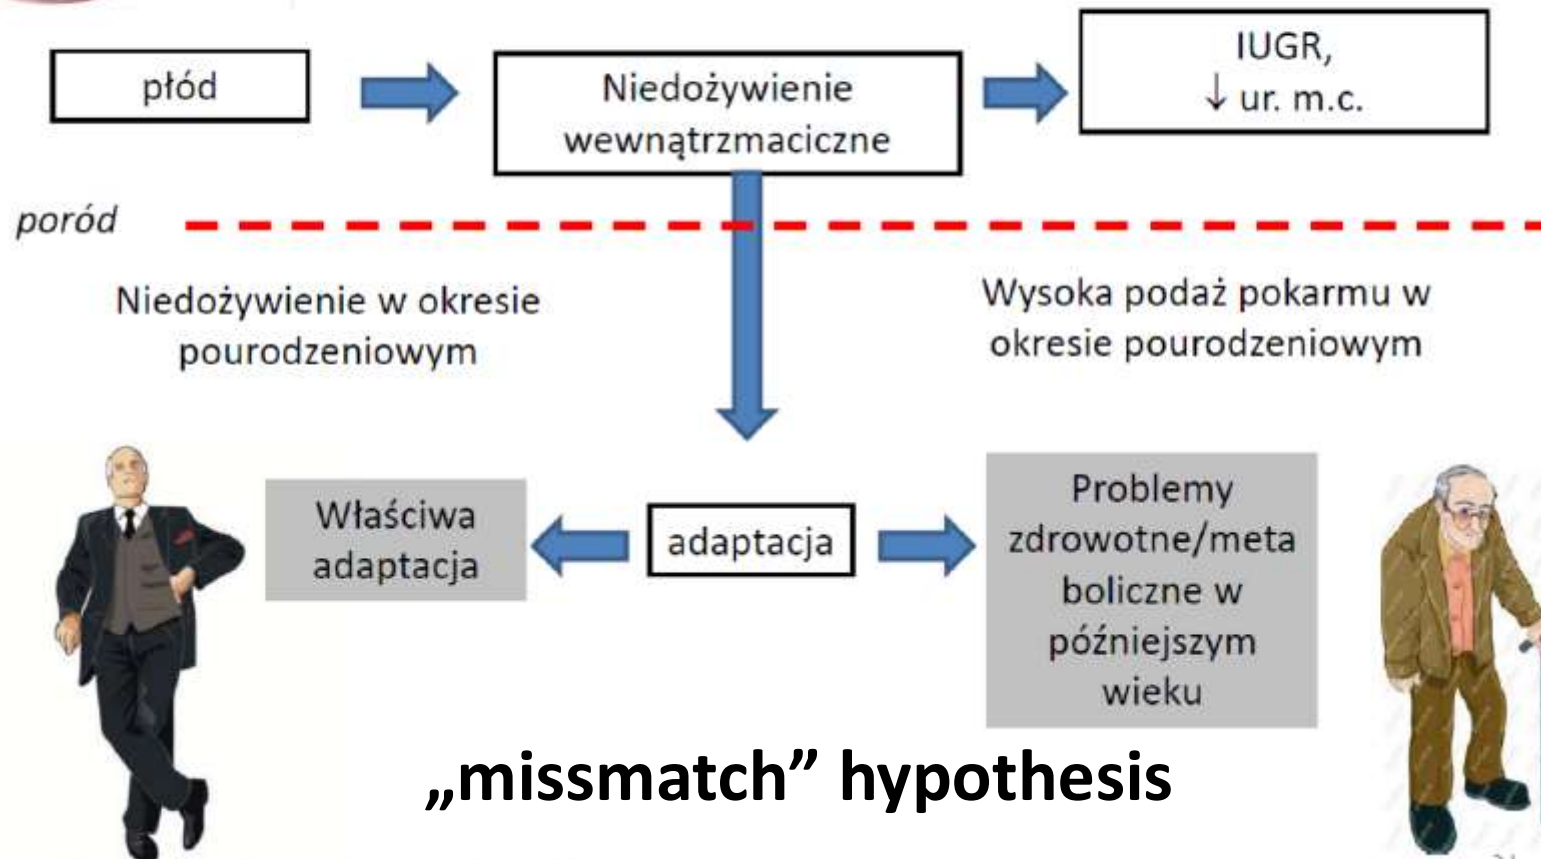 płód
Niedożywienie
wewnątrzmaciczne
IUGR,
↓ ur. m.c.
poród
Niedożywienie w okresie
pourodzeniowym
Wysoka podaż pokarmu w
okresie pourodzeniowym
Właściwa
adaptacja
adaptacja
Problemy
zdrowotne/meta
boliczne w
późniejszym
wieku
„missmatch” hypothesis